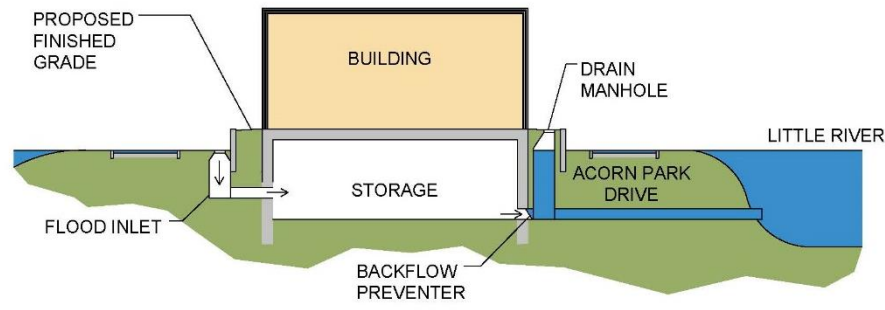 PROPOSED
FINISHED
GRADE
BUILDING
DRAIN
MANHOLE
LITTLE RIVER
STORAGE
ACORN PARK
DRIVE
FLOOD INLET
BACKFLOW
PREVENTER